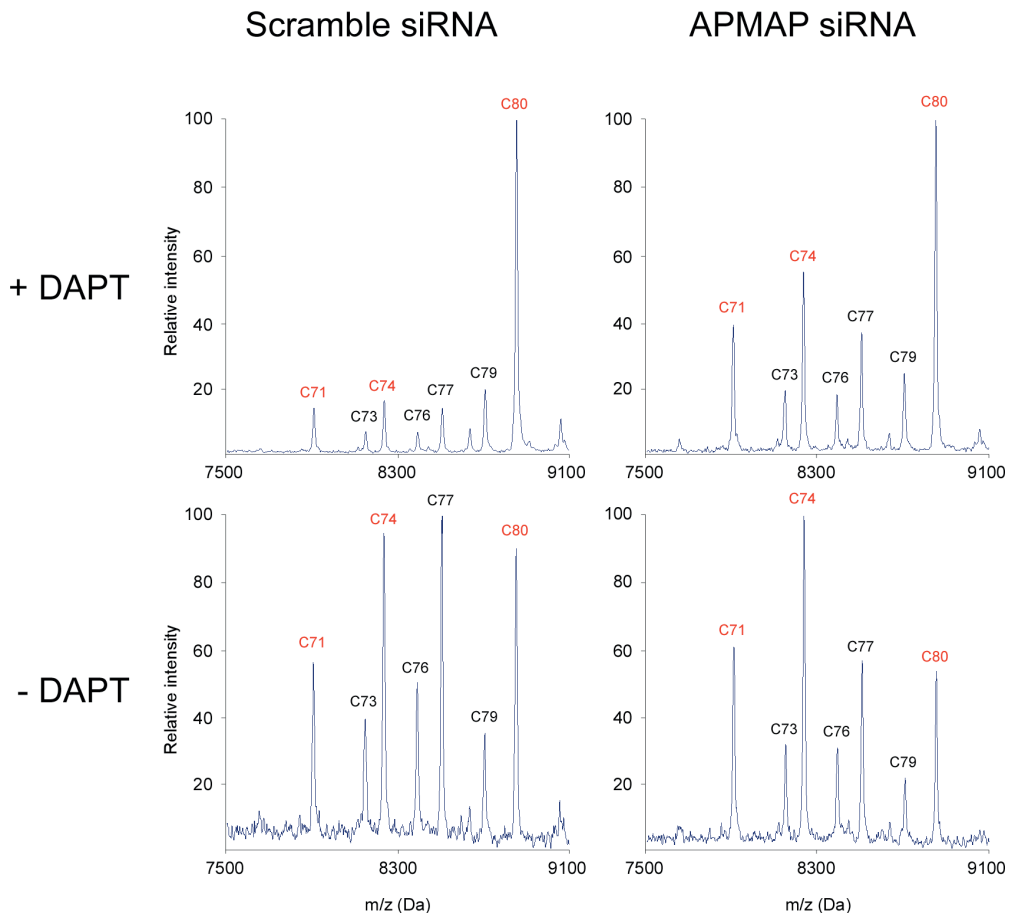 Scramble siRNA
APMAP siRNA
+ DAPT
Relative intensity
100
80
60
40
20
C71
C73
C74
C76
C77
C79
C80
7500
8300
9100
100
80
60
40
20
C71
C73
C74
C76
C77
C79
C80
7500
8300
9100
- DAPT
Relative intensity
100
80
60
40
20
C71
C73
C74
C76
C77
C79
C80
7500
8300
9100
m/z (Da)
100
80
60
40
20
C71
C73
C74
C76
C77
C79
C80
7500
8300
9100
m/z (Da)